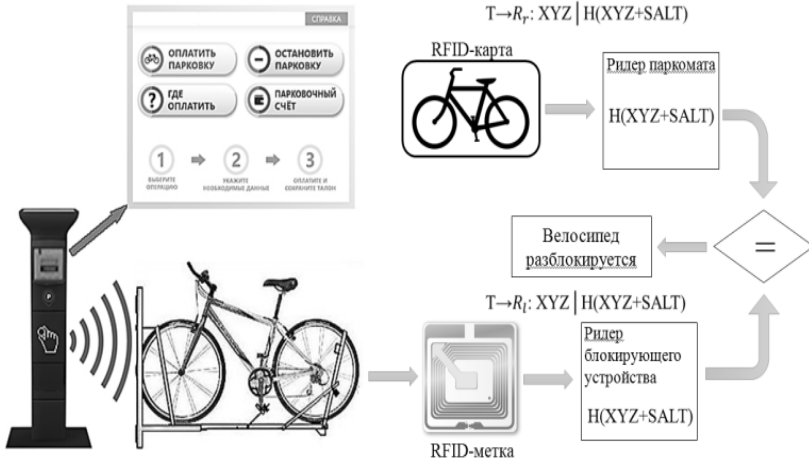 СПРАВКА
ОПЛАТИТЬ
ПАРКОВКУ
ОСТАНОВИТЬ
ПАРКОВКУ
?
ГДЕ
ОПЛАТИТЬ
ПАРКОВОЧНЫЙ
СЧЁТ
1
2
3
ВЫБЕРИТЕ
ОПЕРАЦИЮ
УКАЖИТЕ
НЕОБХОДИМЫЕ ДАННЫЕ
ОПЛАТИТЕ И
СОХРАНИТЕ ТАЛОН
P
T→Rᵣ: XYZ | H(XYZ+SALT)
RFID-карта
Ридер паркомата
H(XYZ+SALT)
=
Велосипед
разблокируется
T→Rₗ: XYZ | H(XYZ+SALT)
RFID-метка
Ридер
блокирующего
устройства
H(XYZ+SALT)